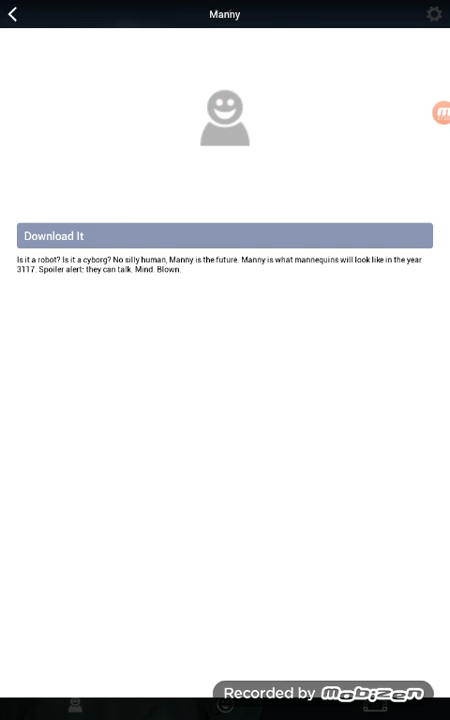 Manny
Download It
Is it a robot? Is it a cyborg? No silly human, Manny is the future. Manny is what mannequins will look like in the year
3117. Spoiler alert: they can talk. Mind. Blown.
Recorded by Mobizen